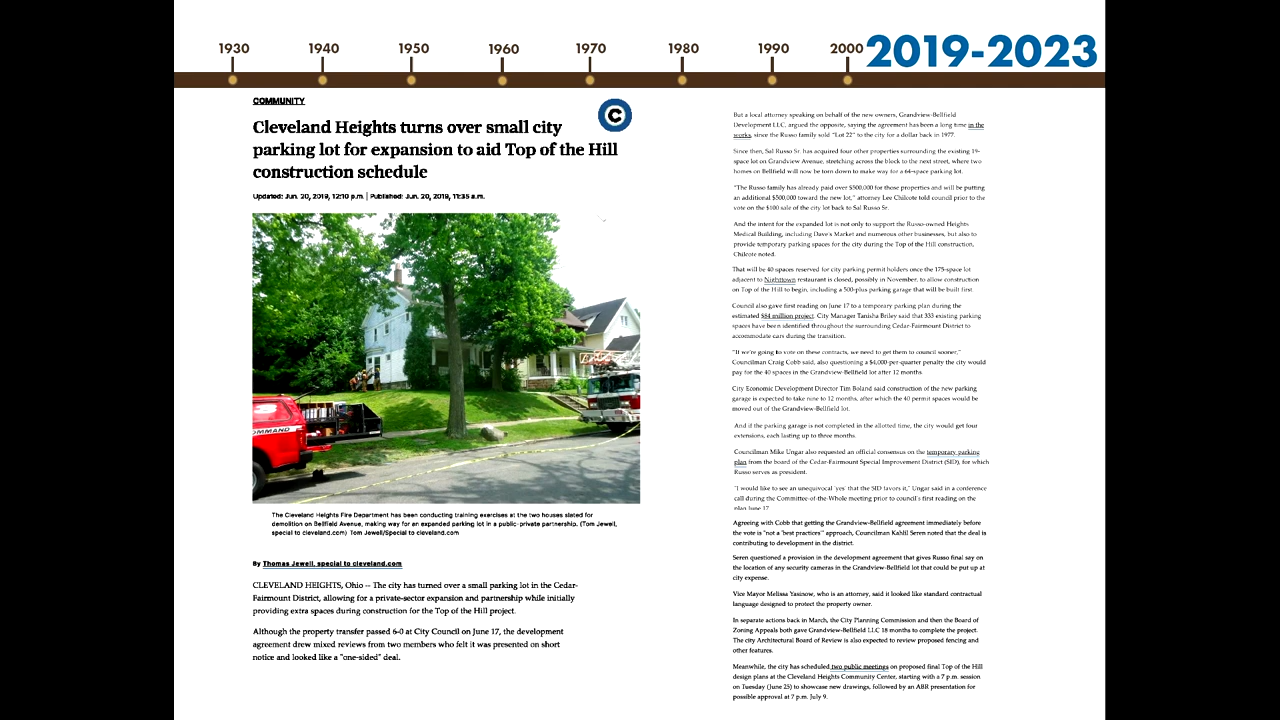 1930 1940 1950 1960 1970 1980 1990 2000 2019-2023
COMMUNITY
C
Cleveland Heights turns over small city
parking lot for expansion to aid Top of the Hill
construction schedule
Updated: Jun. 20, 2019, 12:10 p.m. | Published: Jun. 20, 2019, 11:35 a.m.
OMMAND
The Cleveland Heights Fire Department has been conducting training exercises at the two houses slated for
demolition on Bellfield Avenue, making way for an expanded parking lot in a public-private partnership. (Tom Jewell,
special to cleveland.com) Tom Jewell/Special to cleveland.com
By Thomas Jewell, special to cleveland.com
CLEVELAND HEIGHTS, Ohio -- The city has turned over a small parking lot in the Cedar-
Fairmount District, allowing for a private-sector expansion and partnership while initially
providing extra spaces during construction for the Top of the Hill project.
Although the property transfer passed 6-0 at City Council on June 17, the development
agreement drew mixed reviews from two members who felt it was presented on short
notice and looked like a "one-sided" deal.
But a local attorney speaking on behalf of the new owners, Grandview-Bellfield
Development LLC, argued the opposite, saying the agreement has been a long time in the
works, since the Russo family sold "Lot 22" to the city for a dollar back in 1977.
Since then, Sal Russo Sr. has acquired four other properties surrounding the existing 19-
space lot on Grandview Avenue, stretching across the block to the next street, where two
homes on Bellfield will now be torn down to make way for a 64-space parking lot.
"The Russo family has already paid over $500,000 for those properties and will be putting
an additional $500,000 toward the new lot," attorney Lee Chilcote told council prior to the
vote on the $100 sale of the city lot back to Sal Russo Sr.
And the intent for the expanded lot is not only to support the Russo-owned Heights
Medical Building, including Dave's Market and numerous other businesses, but also to
provide temporary parking spaces for the city during the Top of the Hill construction,
Chilcote noted.
That will be 40 spaces reserved for city parking permit holders once the 175-space lot
adjacent to Nighttown restaurant is closed, possibly in November, to allow construction
on Top of the Hill to begin, including a 500-plus parking garage that will be built first.
Council also gave first reading on June 17 to a temporary parking plan during the
estimated $84 million project. City Manager Tanisha Briley said that 333 existing parking
spaces have been identified throughout the surrounding Cedar-Fairmount District to
accommodate cars during the transition.
"If we're going to vote on these contracts, we need to get them to council sooner,"
Councilman Craig Cobb said, also questioning a $4,000-per-quarter penalty the city would
pay for the 40 spaces in the Grandview-Bellfield lot after 12 months.
City Economic Development Director Tim Boland said construction of the new parking
garage is expected to take nine to 12 months, after which the 40 permit spaces would be
moved out of the Grandview-Bellfield lot.
And if the parking garage is not completed in the allotted time, the city would get four
extensions, each lasting up to three months.
Councilman Mike Ungar also requested an official consensus on the temporary parking
plan from the board of the Cedar-Fairmount Special Improvement District (SID), for which
Russo serves as president.
"I would like to see an unequivocal 'yes' that the SID favors it," Ungar said in a conference
call during the Committee-of-the-Whole meeting prior to council's first reading on the
plan June 17.
Agreeing with Cobb that getting the Grandview-Bellfield agreement immediately before
the vote is "not a 'best practices'" approach, Councilman Kahlil Seren noted that the deal is
contributing to development in the district.
Seren questioned a provision in the development agreement that gives Russo final say on
the location of any security cameras in the Grandview-Bellfield lot that could be put up at
city expense.
Vice Mayor Melissa Yasinow, who is an attorney, said it looked like standard contractual
language designed to protect the property owner.
In separate actions back in March, the City Planning Commission and then the Board of
Zoning Appeals both gave Grandview-Bellfield LLC 18 months to complete the project.
The city Architectural Board of Review is also expected to review proposed fencing and
other features.
Meanwhile, the city has scheduled two public meetings on proposed final Top of the Hill
design plans at the Cleveland Heights Community Center, starting with a 7 p.m. session
on Tuesday (June 25) to showcase new drawings, followed by an ABR presentation for
possible approval at 7 p.m. July 9.